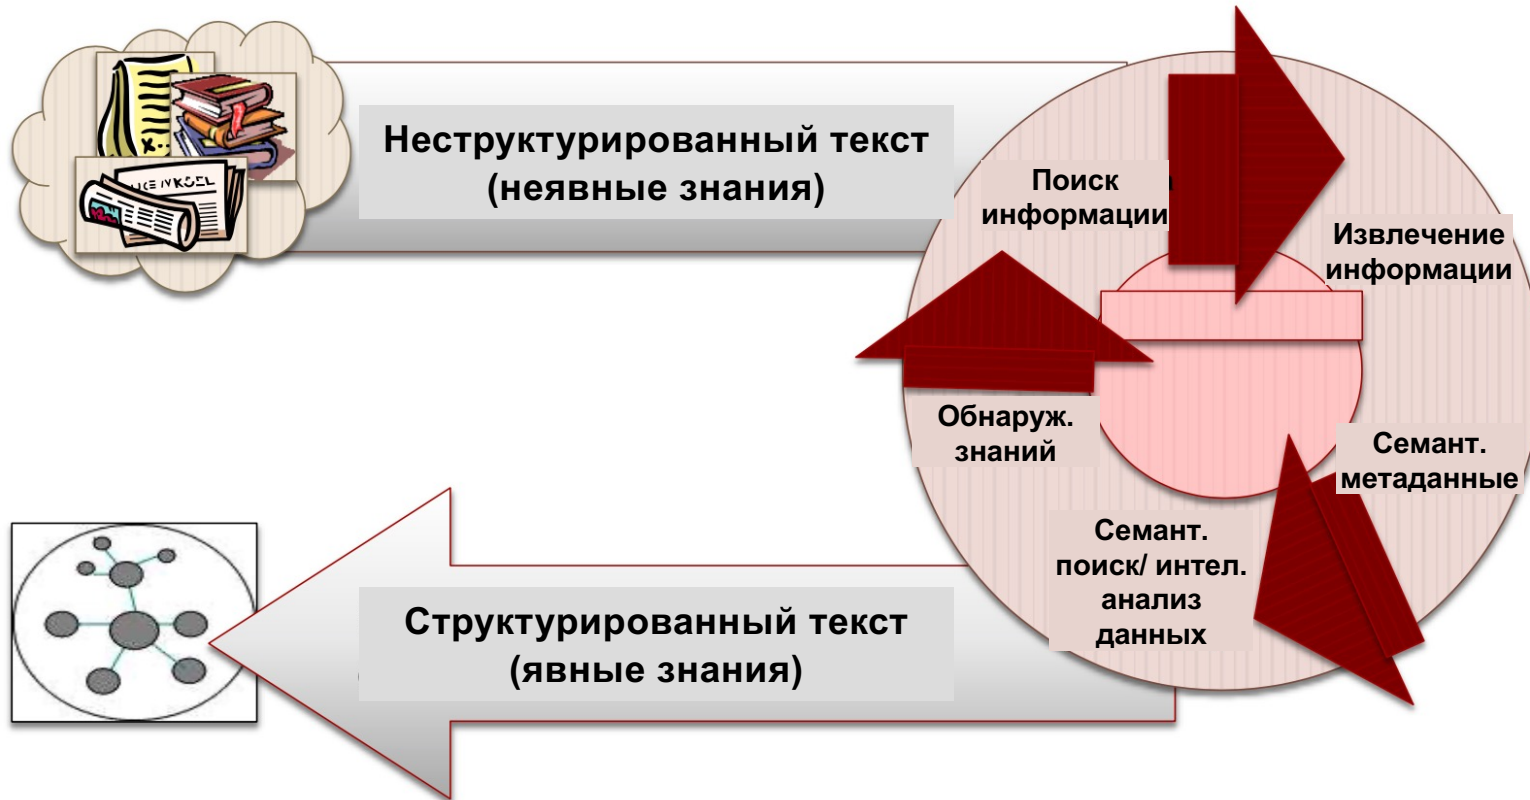 Неструктурированный текст
(неявные знания)
Поиск
информации
Извлечение
информации
Обнаруж.
знаний
Семант.
метаданные
Семант.
поиск/ интел.
анализ
данных
Структурированный текст
(явные знания)